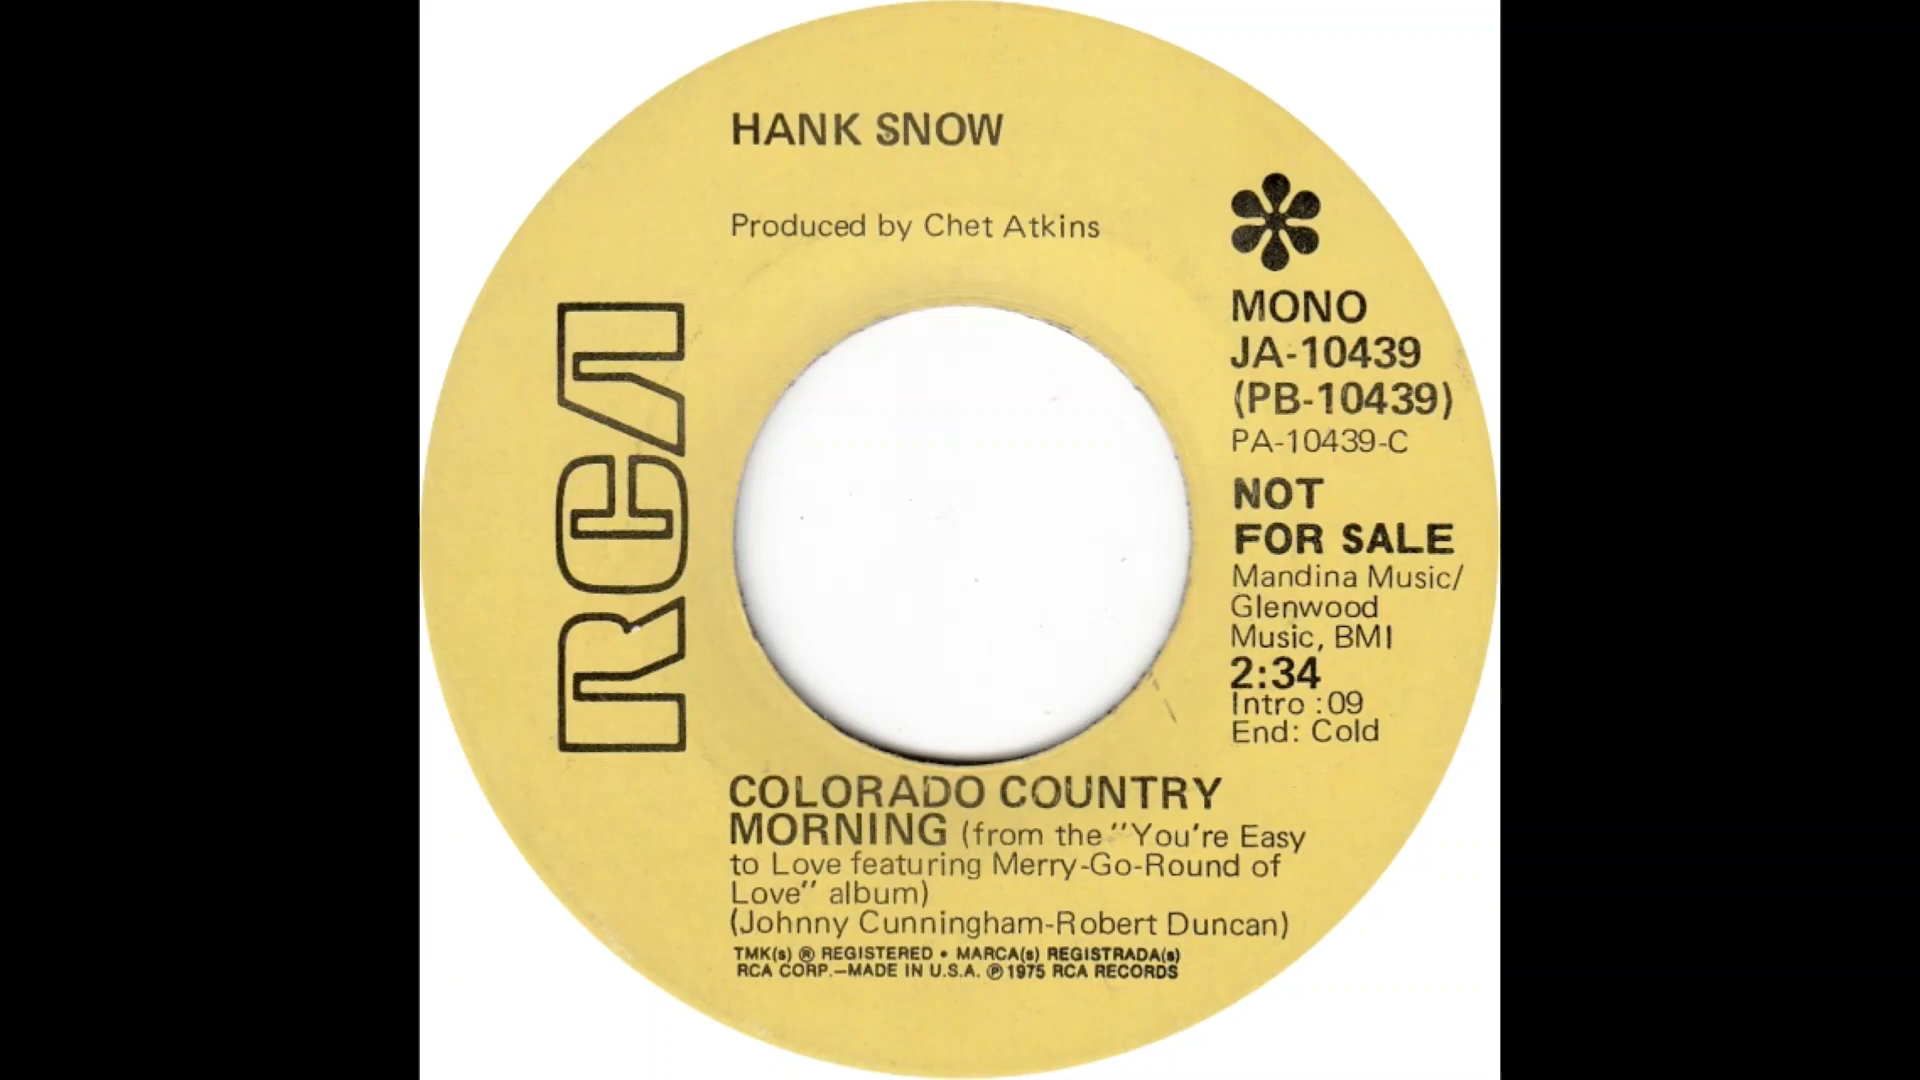 HANK SNOW
Produced by Chet Atkins
RCA
MONO
JA-10439
(PB-10439)
PA-10439-C
NOT
FOR SALE
Mandina Music/
Glenwood
Music, BMI
2:34
Intro :09
End: Cold
COLORADO COUNTRY
MORNING (from the "You're Easy
to Love featuring Merry-Go-Round of
Love" album)
(Johnny Cunningham-Robert Duncan)
TMK(s) ® REGISTERED • MARCA(s) REGISTRADA(s)
RCA CORP.—MADE IN U.S.A. ℗ 1975 RCA RECORDS